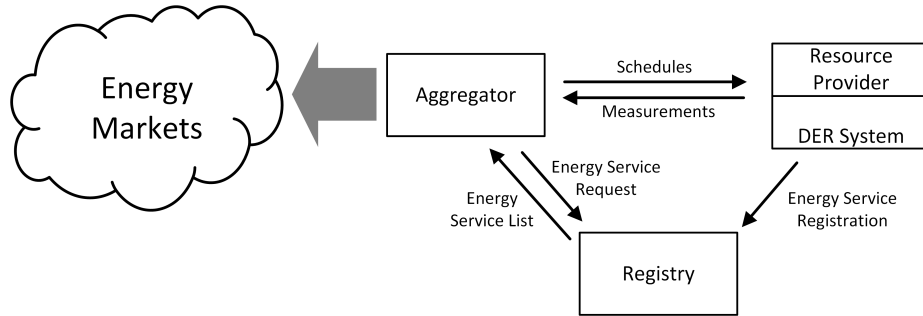 Energy
Markets
Aggregator
Schedules
Measurements
Resource
Provider
DER System
Energy Service
Request
Energy
Service List
Energy Service
Registration
Registry